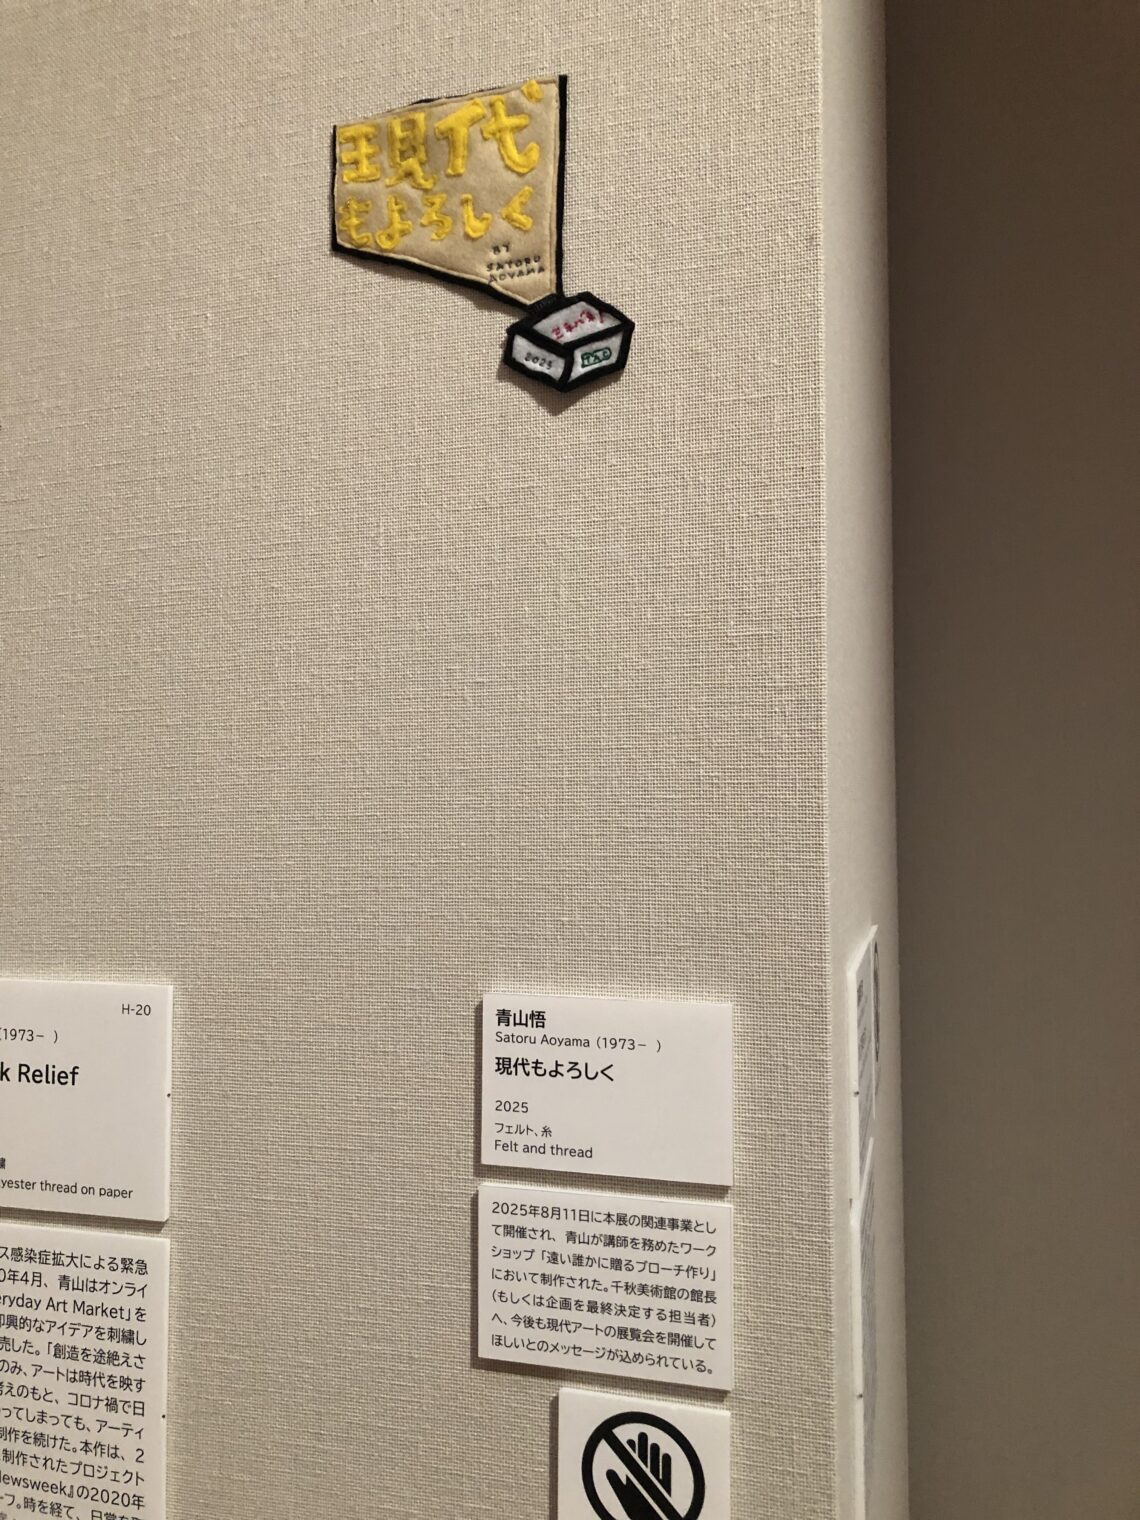 現代
もよろしく
BY
SATORU
AOYAMA
2025
H-20
(1973– )
k Relief
yester thread on paper
ス感染症拡大による緊急
0年4月、青山はオンライ
eryday Art Market」を
即興的なアイデアを刺繍し
売した。「創造を途絶えさ
のみ、アートは時代を映す
考えのもと、コロナ禍で日
ってしまっても、アーティ
制作を続けた。本作は、2
制作されたプロジェクト
Newsweek』の2020年
ーフ。時を経て、日常を
青山悟
Satoru Aoyama (1973– )
現代もよろしく
2025
フェルト、糸
Felt and thread
2025年8月11日に本展の関連事業とし
て開催され、青山が講師を務めたワーク
ショップ「遠い誰かに贈るブローチ作り」
において制作された。千秋美術館の館長
(もしくは企画を最終決定する担当者)
へ、今後も現代アートの展覧会を開催して
ほしいとのメッセージが込められている。